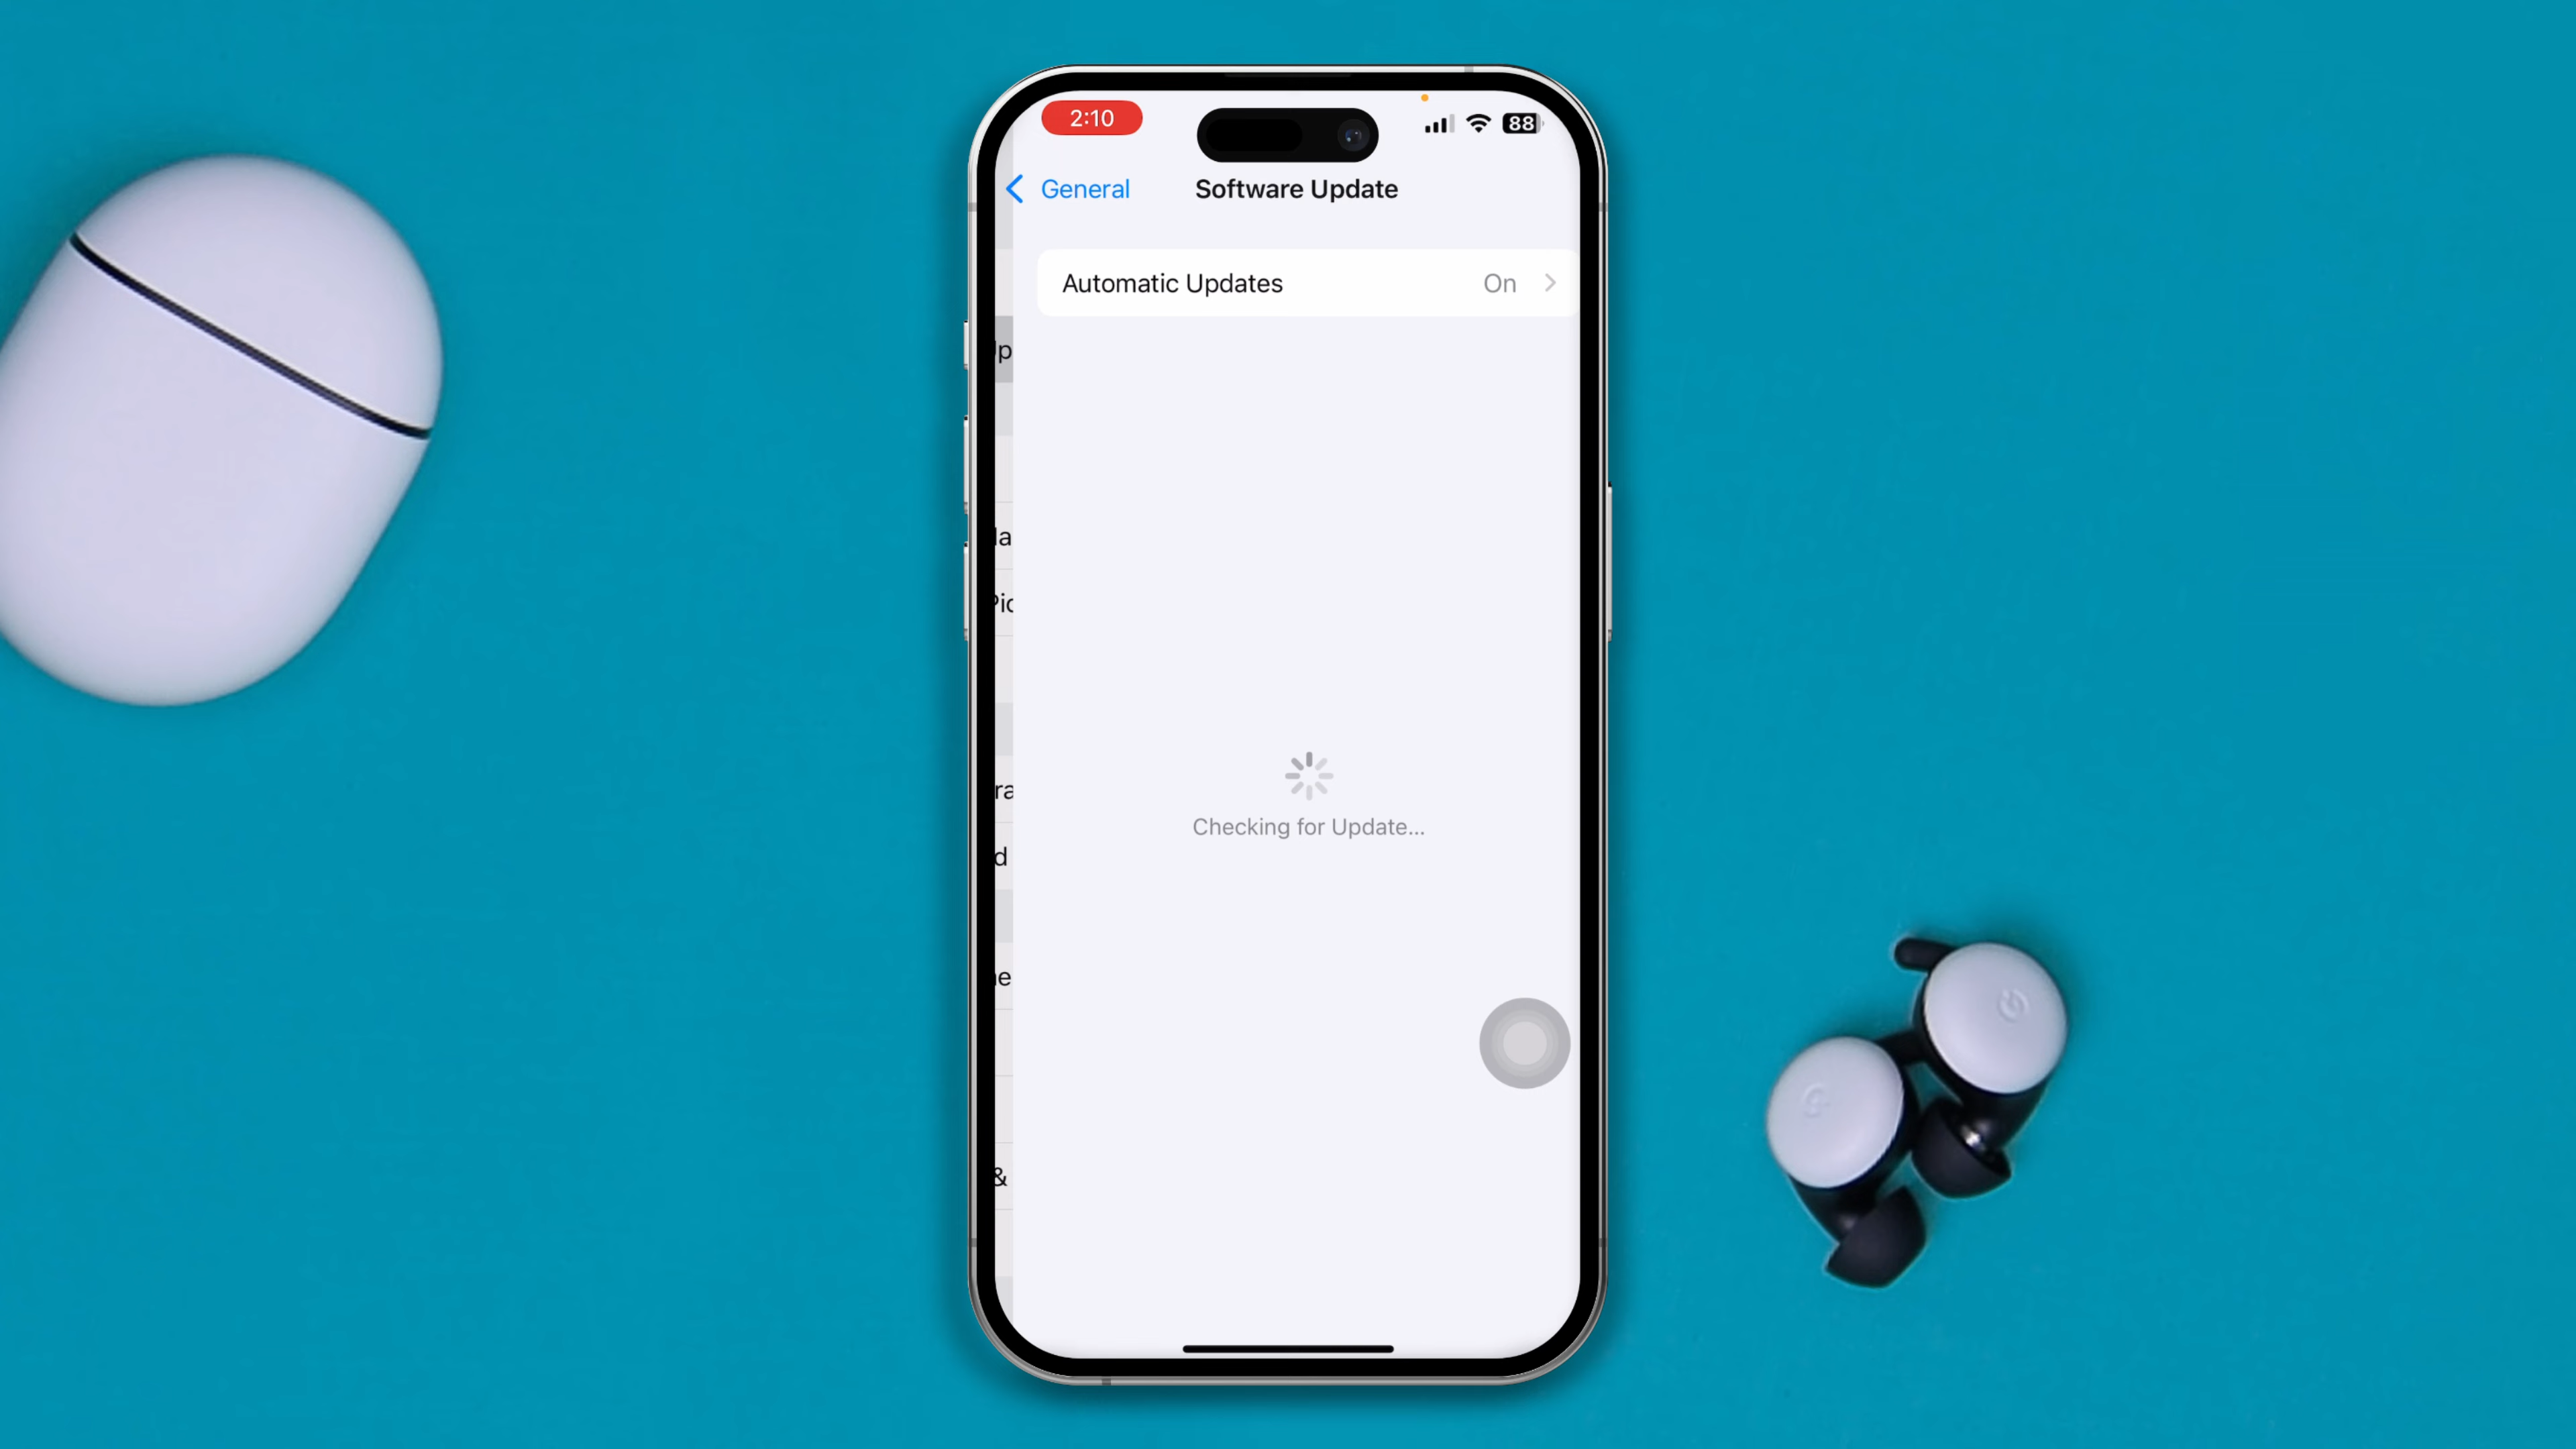 2:10
88
General
Software Update
Automatic Updates
On
Checking for Update...
d
&